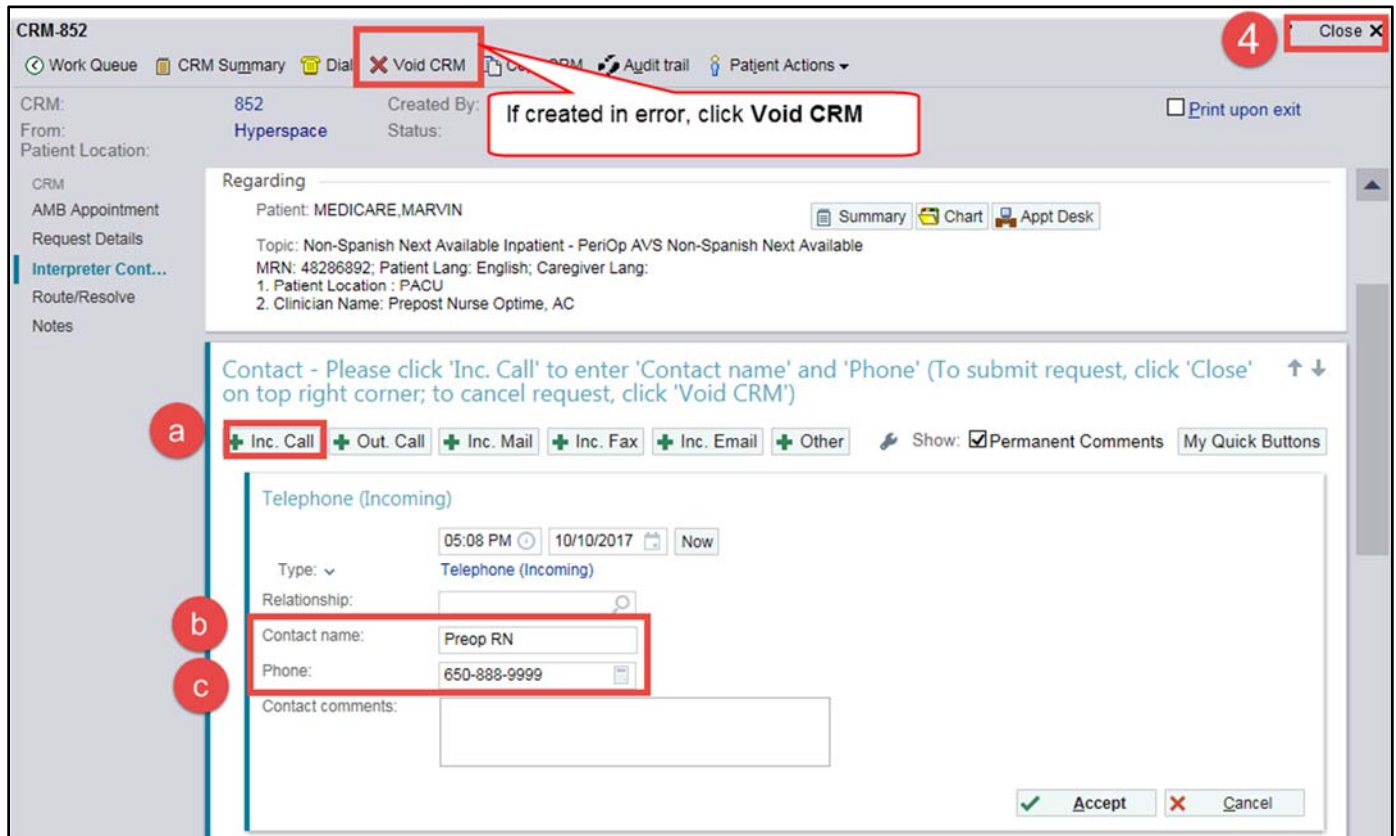 CRM-852
4
Close X
Work Queue CRM Summary Dial Void CRM CRM Audit trail Patient Actions
If created in error, click Void CRM
CRM: 852 Created By:
Print upon exit
From: Hyperspace Status:
Patient Location:
CRM
AMB Appointment
Request Details
Interpreter Cont...
Route/Resolve
Notes
Regarding
Patient: MEDICARE,MARVIN
Summary Chart Appt Desk
Topic: Non-Spanish Next Available Inpatient - PeriOp AVS Non-Spanish Next Available
MRN: 48286892; Patient Lang: English; Caregiver Lang:
1. Patient Location : PACU
2. Clinician Name: Prepost Nurse Optime, AC
Contact - Please click 'Inc. Call' to enter 'Contact name' and 'Phone' (To submit request, click 'Close'
on top right corner; to cancel request, click 'Void CRM')
a
Inc. Call Out. Call Inc. Mail Inc. Fax Inc. Email Other Show: Permanent Comments My Quick Buttons
Telephone (Incoming)
05:08 PM 10/10/2017 Now
Type: Telephone (Incoming)
Relationship:
b
Contact name: Preop RN
c
Phone: 650-888-9999
Contact comments:
Accept Cancel